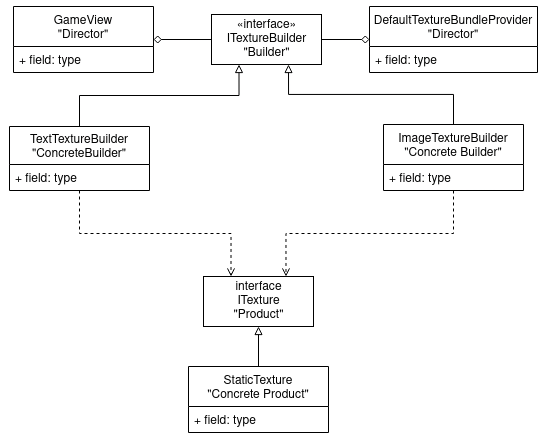 GameView
"Director"
+ field: type
«interface»
ITextureBuilder
"Builder"
DefaultTextureBundleProvider
"Director"
+ field: type
TextTextureBuilder
"ConcreteBuilder"
+ field: type
ImageTextureBuilder
"Concrete Builder"
+ field: type
interface
ITexture
"Product"
StaticTexture
"Concrete Product"
+ field: type